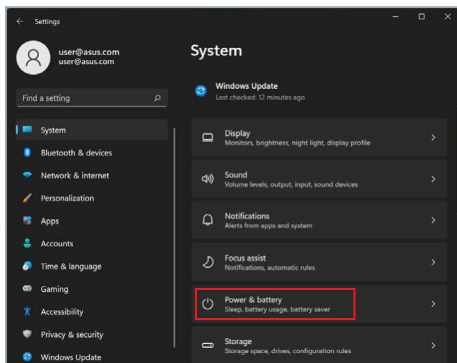 Settings
user@asus.com
user@asus.com
Find a setting
System
Bluetooth & devices
Network & internet
Personalization
Apps
Accounts
Time & language
Gaming
Accessibility
Privacy & security
Windows Update
System
Windows Update
Last checked: 12 minutes ago
Display
Monitors, brightness, night light, display profile
Sound
Volume levels, output, input, sound devices
Notifications
Alerts from apps and system
Focus assist
Notifications, automatic rules
Power & battery
Sleep, battery usage, battery saver
Storage
Storage space, drives, configuration rules